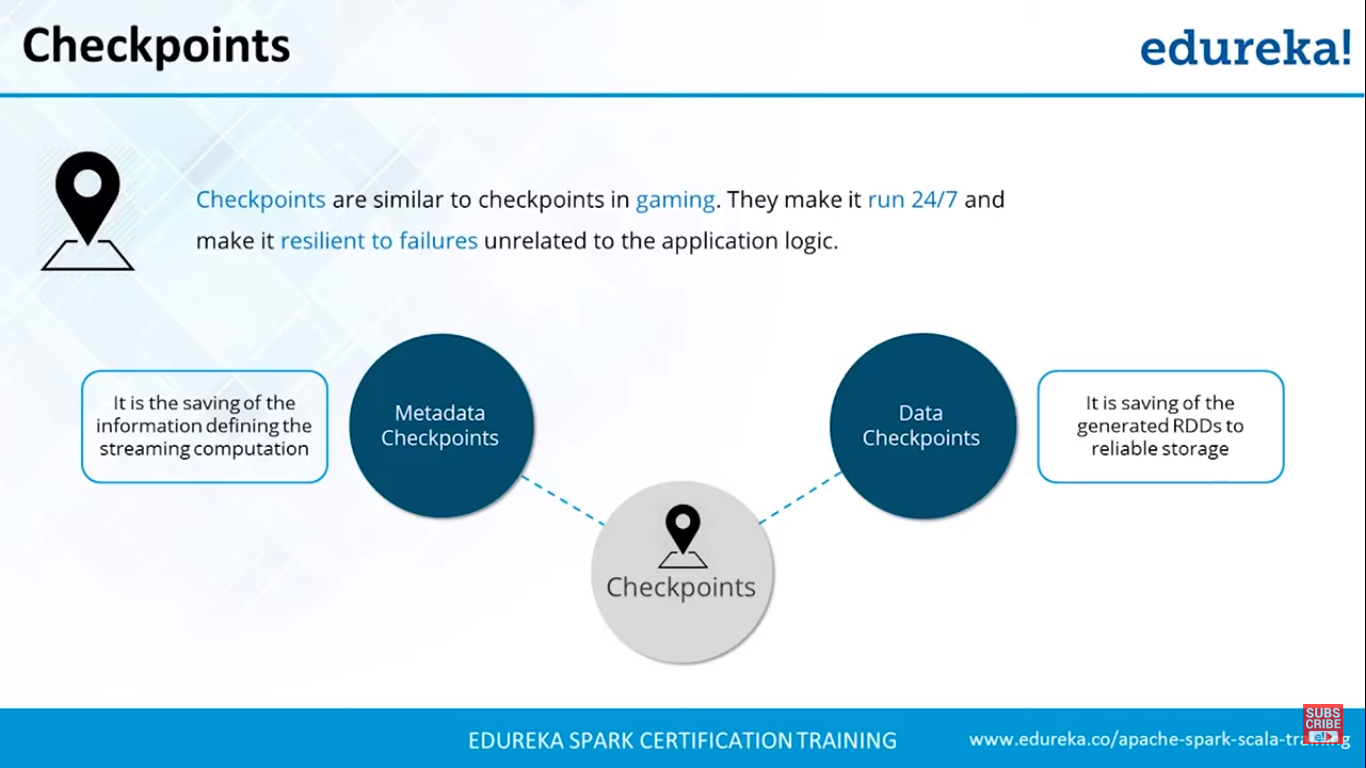 Checkpoints
edureka!
Checkpoints are similar to checkpoints in gaming. They make it run 24/7 and
make it resilient to failures unrelated to the application logic.
It is the saving of the
information defining the
streaming computation
Metadata
Checkpoints
Data
Checkpoints
It is saving of the
generated RDDs to
reliable storage
Checkpoints
EDUREKA SPARK CERTIFICATION TRAINING
www.edureka.co/apache-spark-scala-training
SUBS
CRIBE
e!